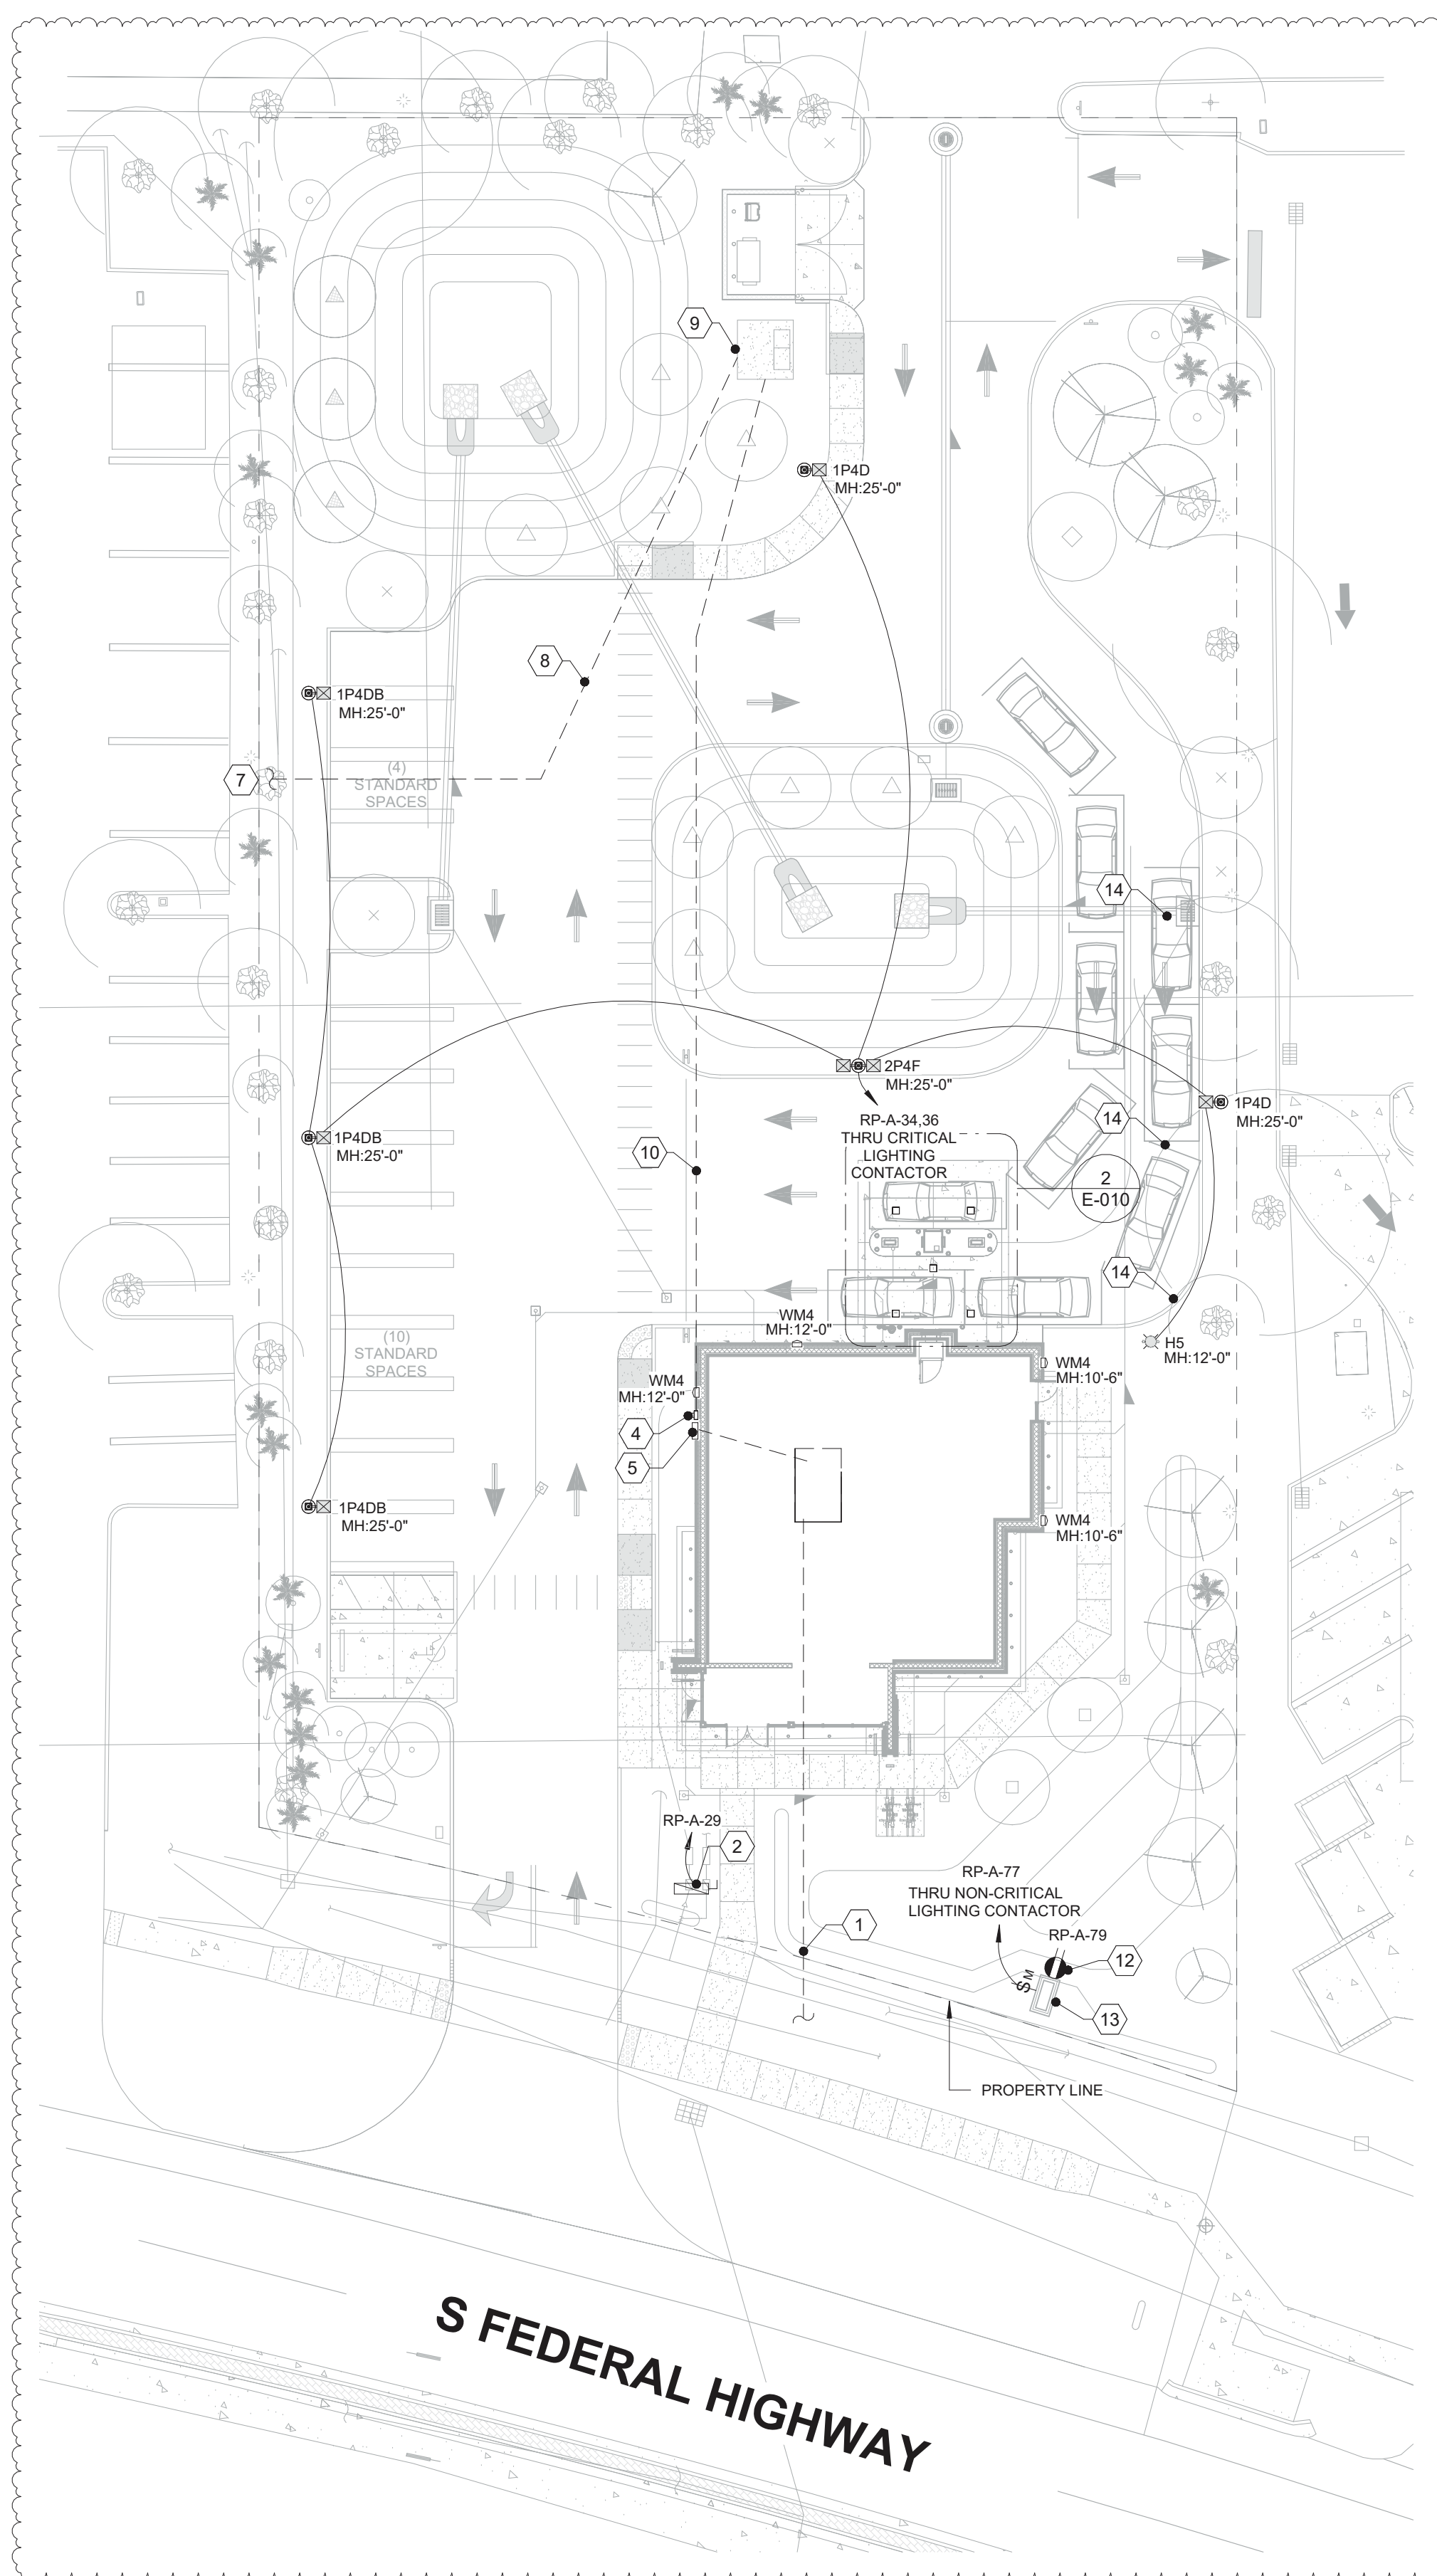 9
1P4D
MH:25'-0"
8
1P4DB
MH:25'-0"
7
(4)
STANDARD
SPACES
14
2P4F
MH:25'-0"
1P4D
MH:25'-0"
RP-A-34,36
THRU CRITICAL
LIGHTING
CONTACTOR
14
1P4DB
MH:25'-0"
10
2
E-010
14
WM4
MH:12'-0"
H5
MH:12'-0"
(10)
STANDARD
SPACES
WM4
MH:12'-0"
WM4
MH:10'-6"
4
5
1P4DB
MH:25'-0"
WM4
MH:10'-6"
RP-A-29
2
RP-A-77
THRU NON-CRITICAL
LIGHTING CONTACTOR
1
RP-A-79
12
SM
13
PROPERTY LINE
S FEDERAL HIGHWAY